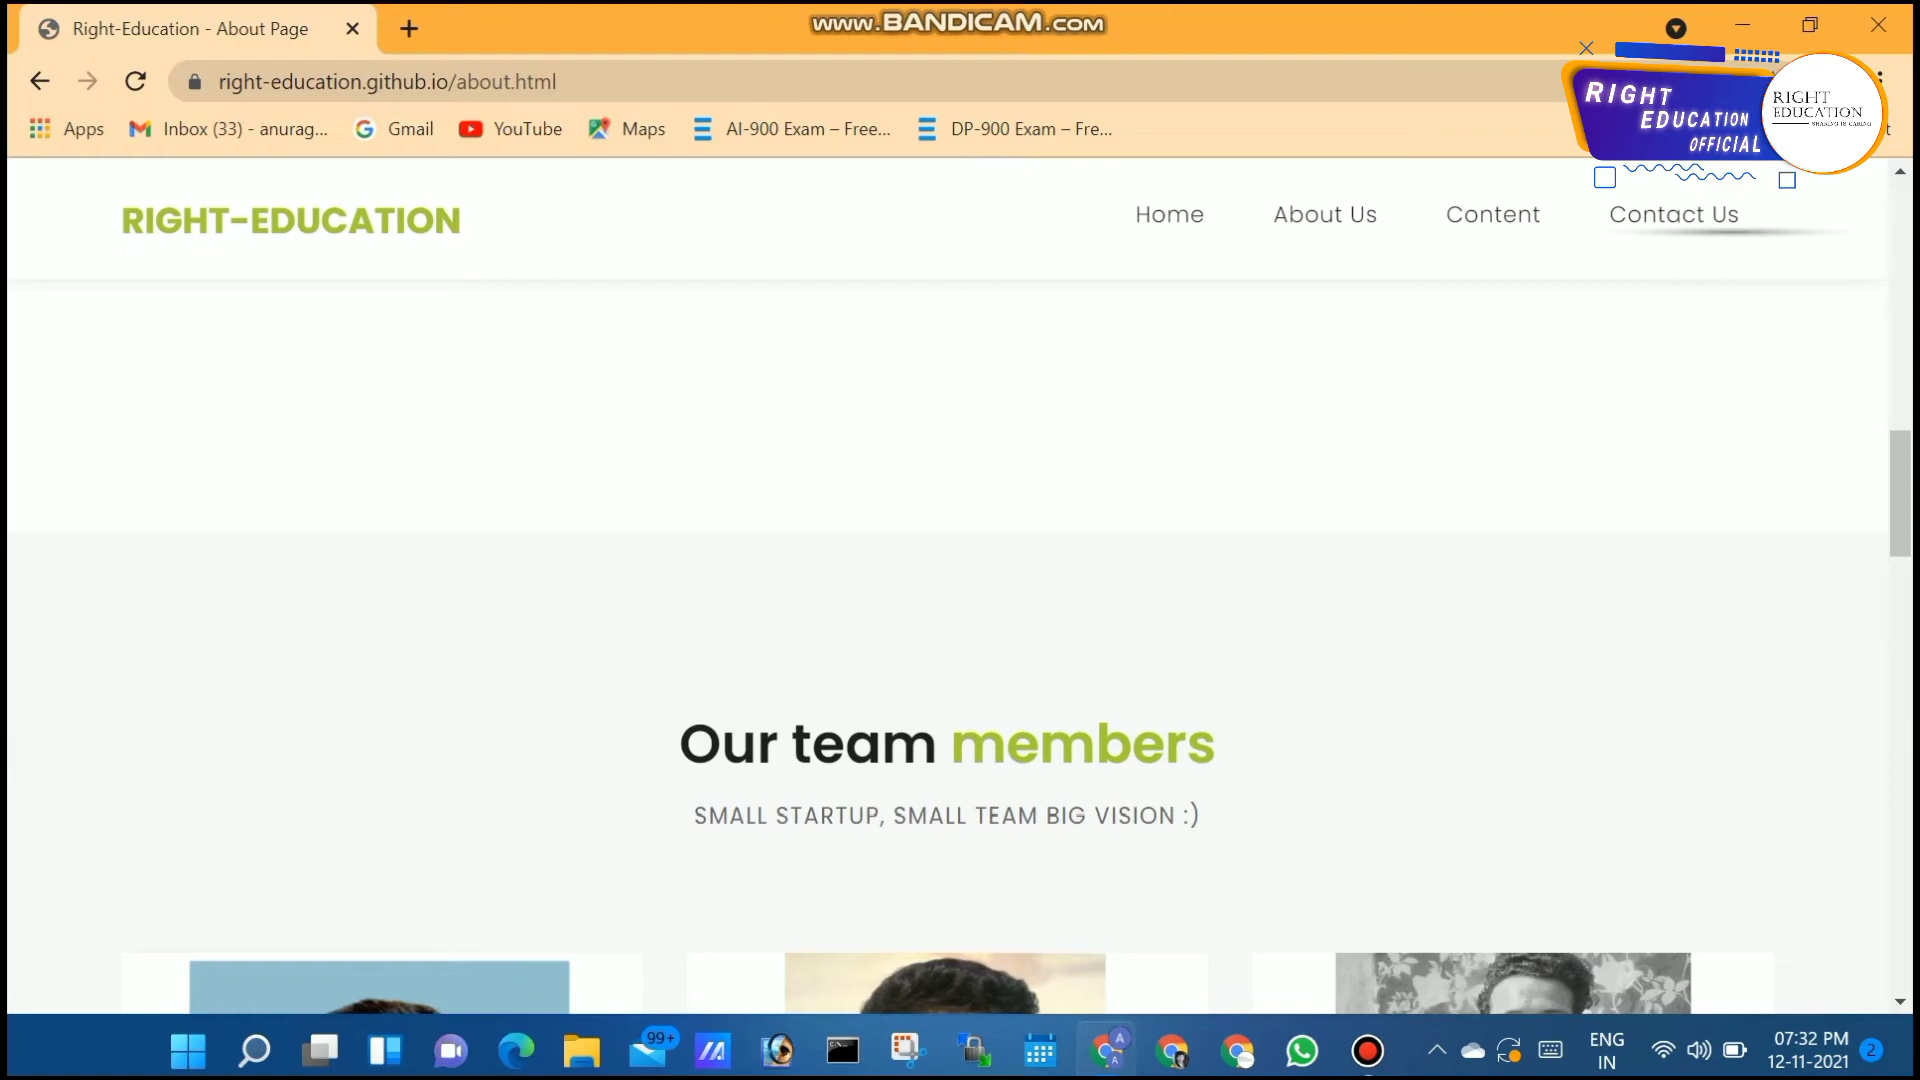 Right-Education - About Page
www.BANDICAM.com
right-education.github.io/about.html
Apps
Inbox (33) - anurag...
Gmail
YouTube
Maps
AI-900 Exam – Free...
DP-900 Exam – Fre...
RIGHT
EDUCATION
OFFICIAL
RIGHT
EDUCATION
SHARING IS CARING
RIGHT-EDUCATION
Home
About Us
Content
Contact Us
Our team members
SMALL STARTUP, SMALL TEAM BIG VISION :)
99+
ENG
IN
07:32 PM
12-11-2021
2